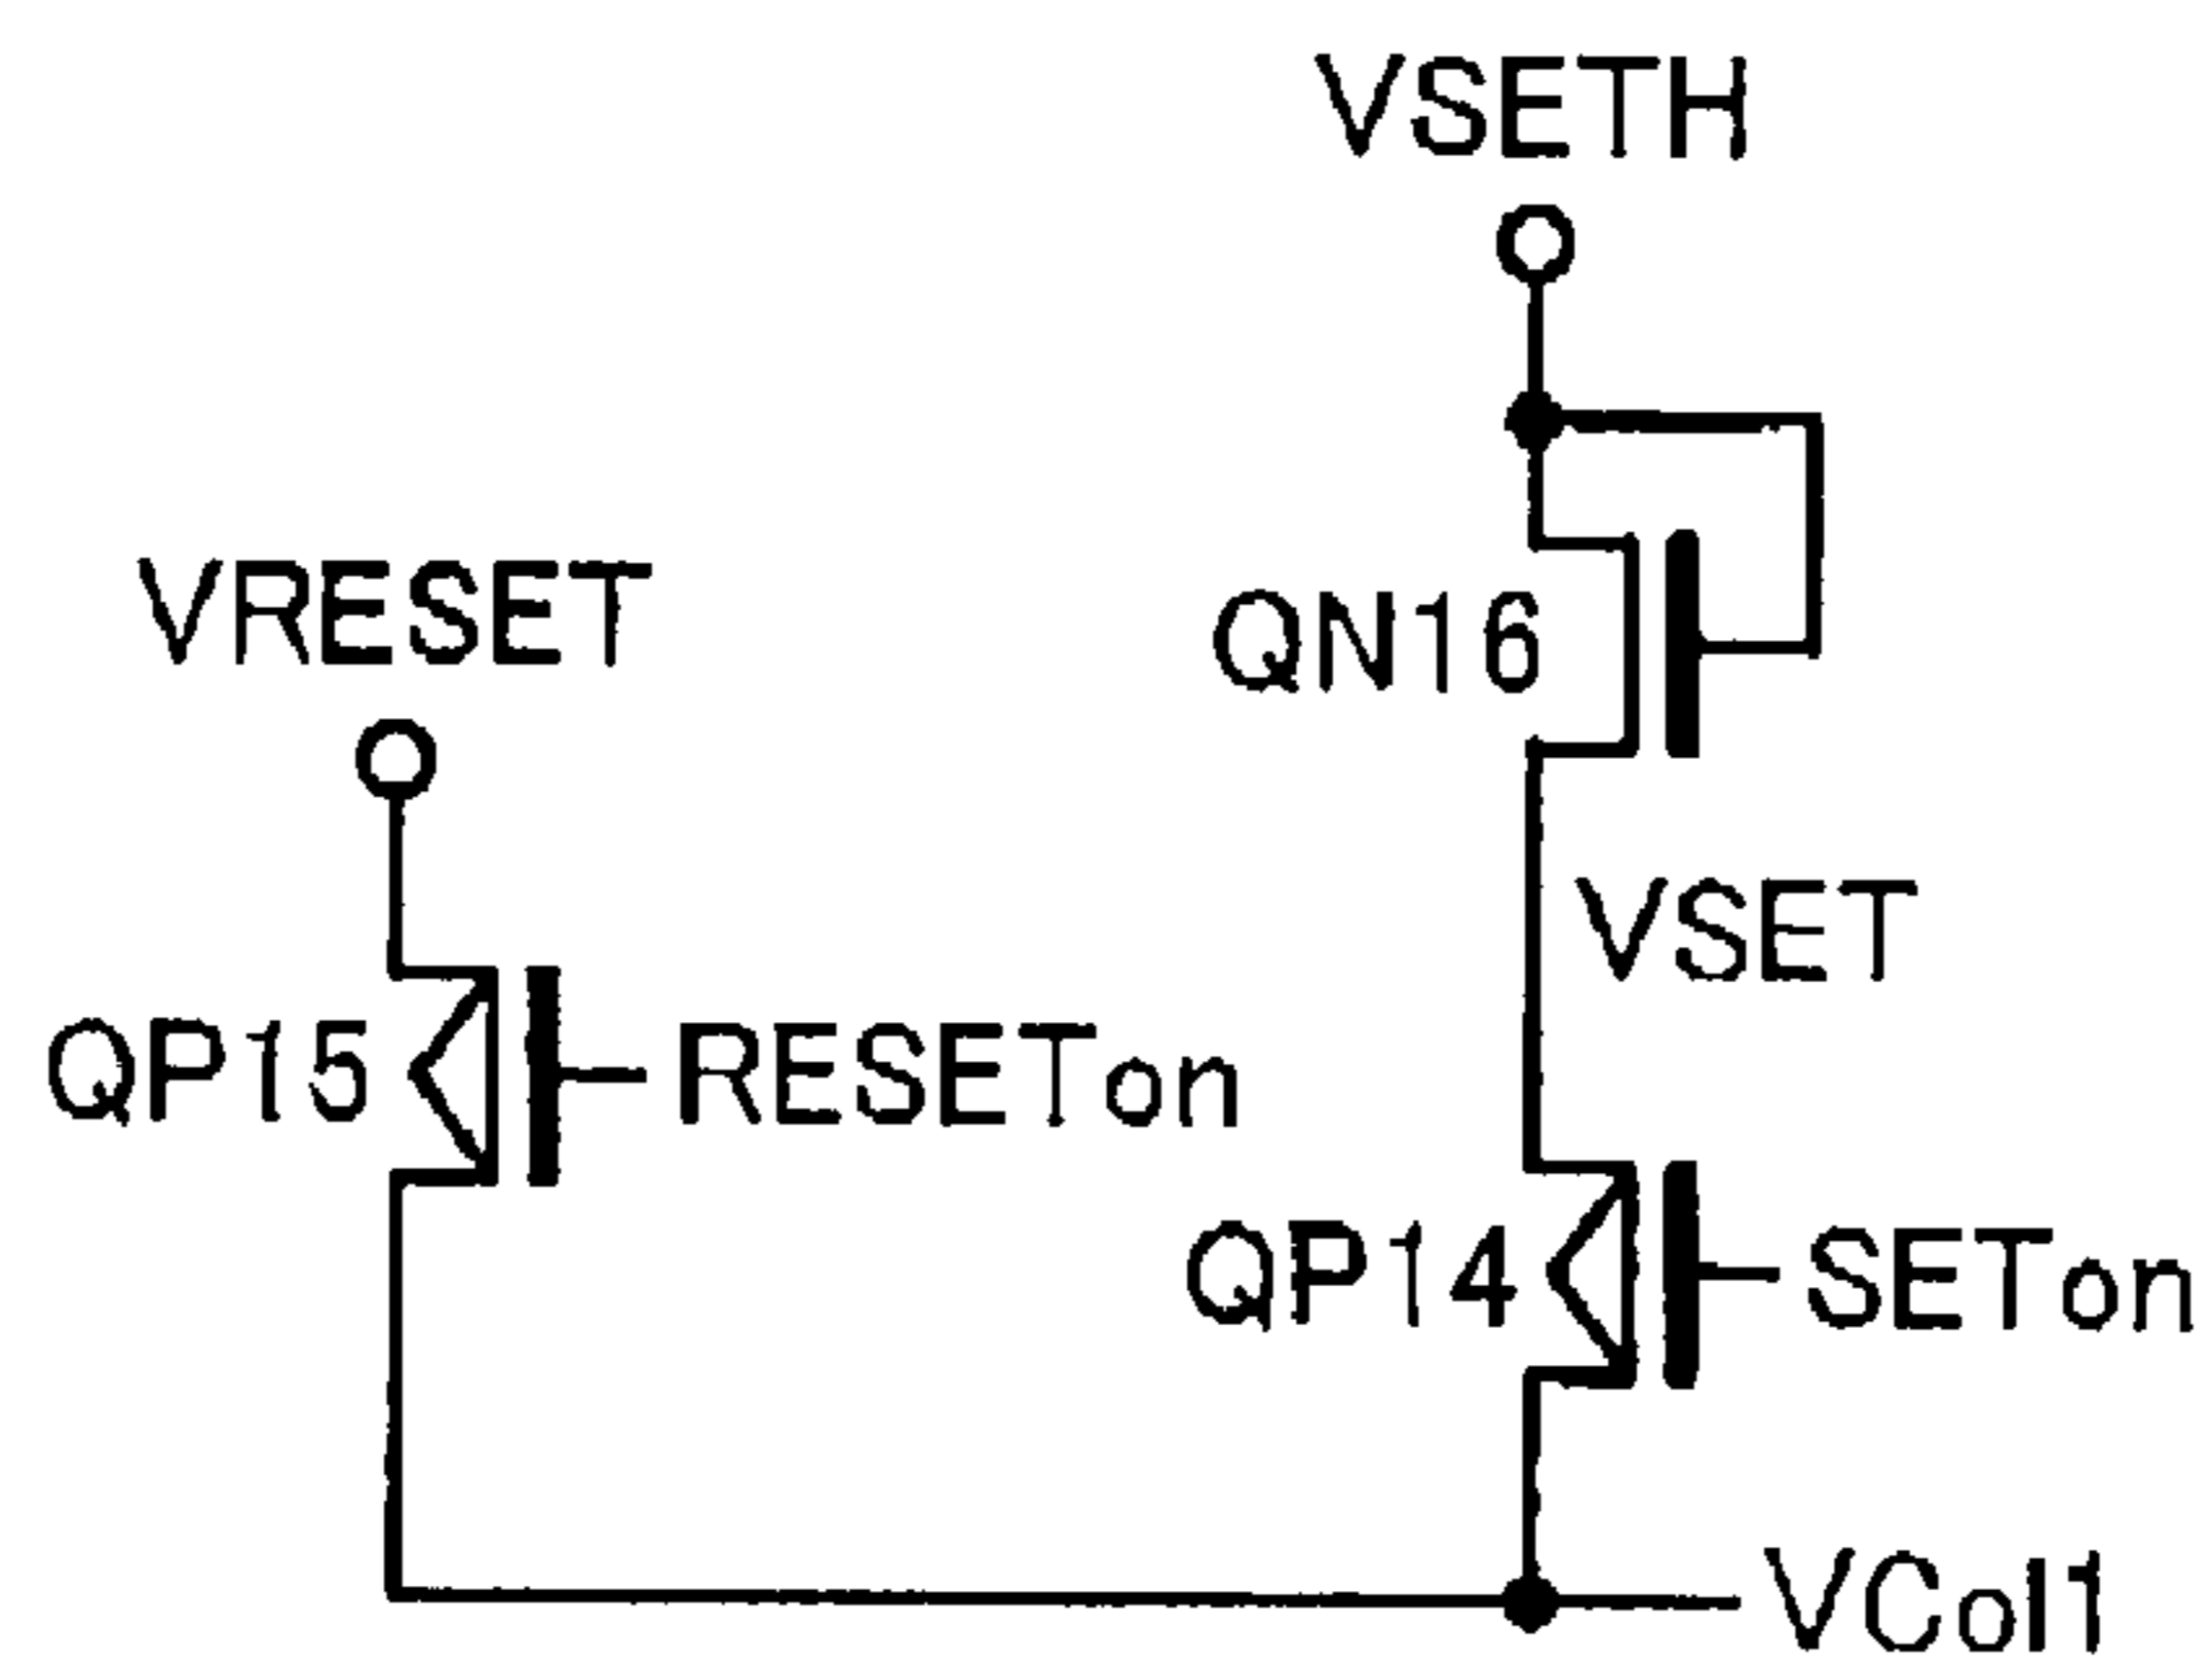 VSETH
VRESET
QN16
VSET
QP15
RESETon
QP14
SETon
VCol1